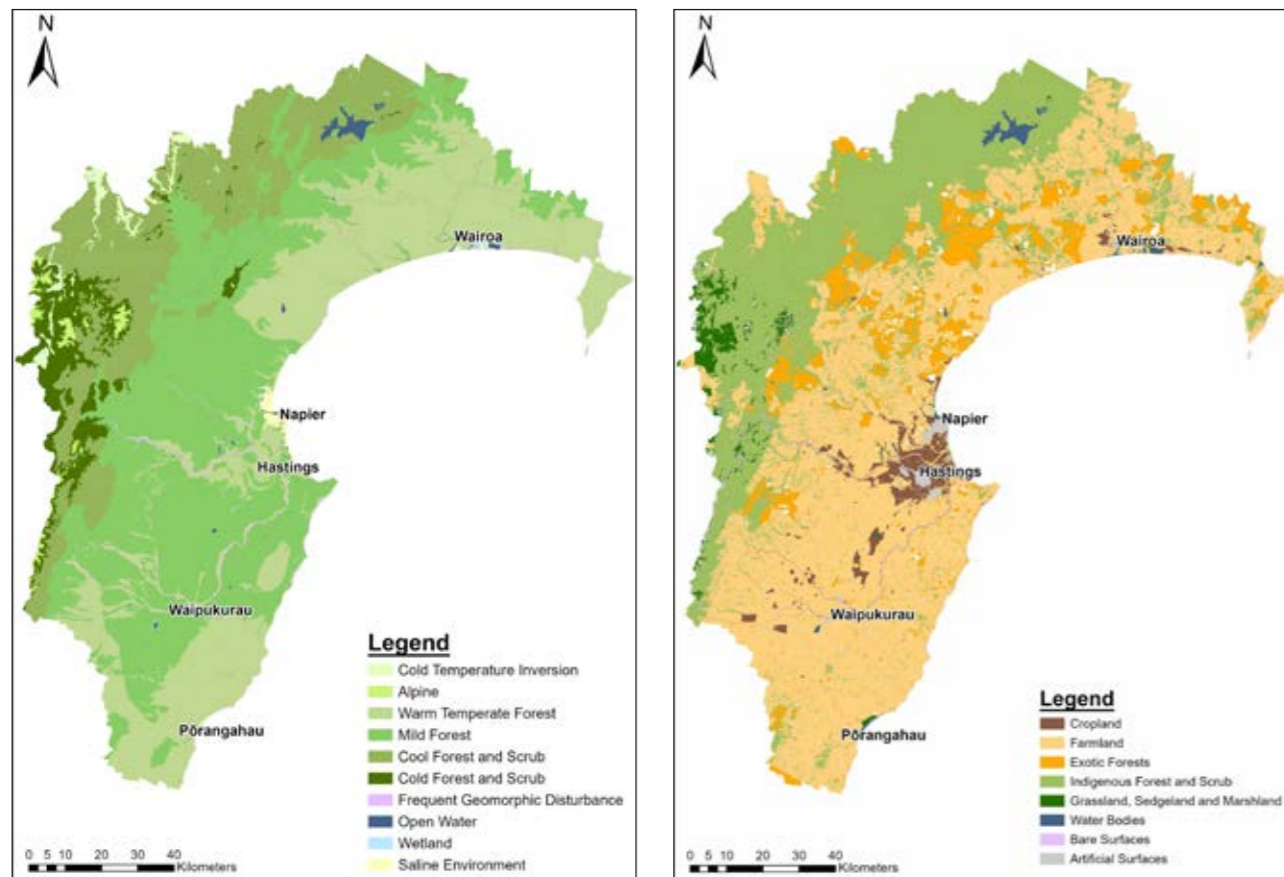 N
Wairoa
Napier
Hastings
Waipukurau
Pōrangahau
Legend
Cold Temperature Inversion
Alpine
Warm Temperate Forest
Mild Forest
Cool Forest and Scrub
Cold Forest and Scrub
Frequent Geomorphic Disturbance
Open Water
Wetland
Saline Environment
0 5 10 20 30 40
Kilometers
N
Wairoa
Napier
Hastings
Waipukurau
Pōrangahau
Legend
Cropland
Farmland
Exotic Forests
Indigenous Forest and Scrub
Grassland, Sedgeland and Marshland
Water Bodies
Bare Surfaces
Artificial Surfaces
0 5 10 20 30 40
Kilometers